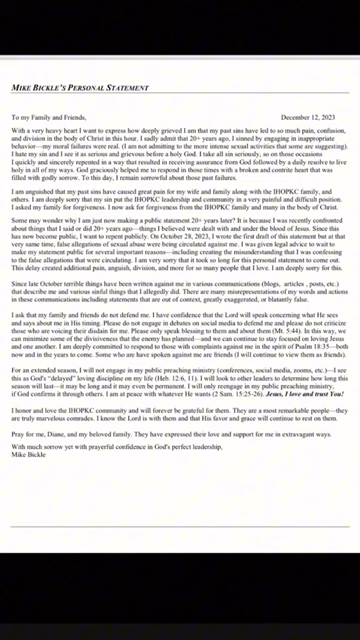 MIKE BICKLE'S PERSONAL STATEMENT
To my Family and Friends, December 12, 2023
With a very heavy heart I want to express how deeply grieved I am that my past sins have led to so much pain, confusion,
and division in the body of Christ in this hour. I sadly admit that 20+ years ago, I sinned by engaging in inappropriate
behavior—my moral failures were real. (I am not admitting to the more intense sexual activities that some are suggesting).
I hate my sin and I see it as serious and grievous before a holy God. I take all sin seriously, so on those occasions
I quickly and sincerely repented in a way that resulted in receiving assurance from God followed by a daily resolve to live
holy in all of my ways. God graciously helped me to respond in those times with a broken and contrite heart that was
filled with godly sorrow. To this day, I remain sorrowful about those past failures.
I am anguished that my past sins have caused great pain for my wife and family along with the IHOPKC family, and
others. I am deeply sorry that my sin put the IHOPKC leadership and community in a very painful and difficult position.
I asked my family for forgiveness. I now ask for forgiveness from the IHOPKC family and many in the body of Christ.
Some may wonder why I am just now making a public statement 20+ years later? It is because I was recently confronted
about things that I said or did 20+ years ago—things I believed were dealt with and under the blood of Jesus. Since this
has now become public, I want to repent publicly. On October 28, 2023, I wrote the first draft of this statement but at that
very same time, false allegations of sexual abuse were being circulated against me. I was given legal advice to wait to
make my statement public for several important reasons—including creating the misunderstanding that I was confessing
to the false allegations that were circulating. I am very sorry that it took so long for this personal statement to come out.
This delay created additional pain, anguish, division, and more for so many people that I love. I am deeply sorry for this.
Since late October terrible things have been written against me in various communications (blogs, articles , posts, etc.)
that describe me and various sinful things that I allegedly did. There are many misrepresentations of my words and actions
in these communications including statements that are out of context, greatly exaggerated, or blatantly false.
I ask that my family and friends do not defend me. I have confidence that the Lord will speak concerning what He sees
and says about me in His timing. Please do not engage in debates on social media to defend me and please do not criticize
those who are voicing their disdain for me. Please only speak blessing to them and about them (Mt. 5:44). In this way, we
can minimize some of the divisiveness that the enemy has planned—and we can continue to stay focused on loving Jesus
and one another. I am deeply committed to respond to those with complaints against me in the spirit of Psalm 18:35—both
now and in the years to come. Some who have spoken against me are friends (I will continue to view them as friends).
For an extended season, I will not engage in my public preaching ministry (conferences, social media, zooms, etc.)—I see
this as God's "delayed" loving discipline on my life (Heb. 12:6, 11). I will look to other leaders to determine how long this
season will last—it may be long and it may even be permanent. I will only reengage in my public preaching ministry,
if God confirms it through others. I am at peace with whatever He wants (2 Sam. 15:25-26). Jesus, I love and trust You!
I honor and love the IHOPKC community and will forever be grateful for them. They are a most remarkable people—they
are truly marvelous comrades. I know the Lord is with them and that His favor and grace will continue to rest on them.
Pray for me, Diane, and my beloved family. They have expressed their love and support for me in extravagant ways.
With much sorrow yet with prayerful confidence in God's perfect leadership,
Mike Bickle